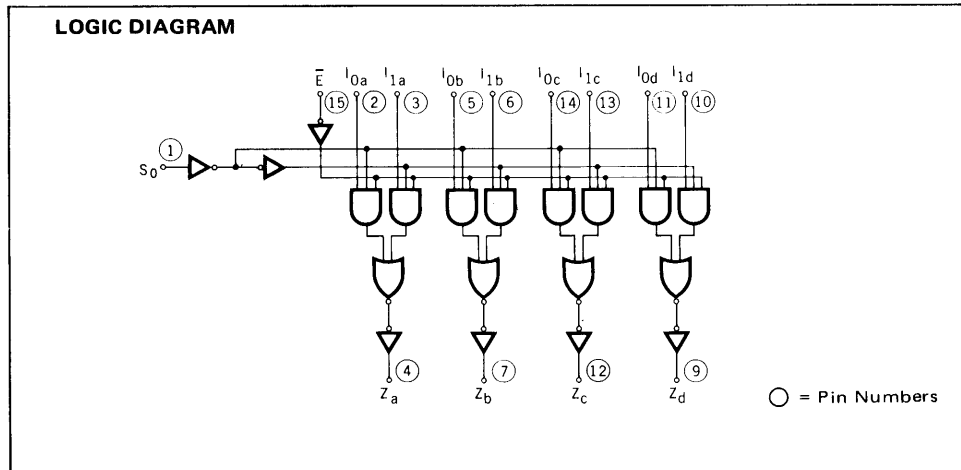 LOGIC DIAGRAM
E̅ I0a I1a I0b I1b I0c I1c I0d I1d
15 2 3 5 6 14 13 11 10
1
S0
4 7 12 9
Za Zb Zc Zd
= Pin Numbers